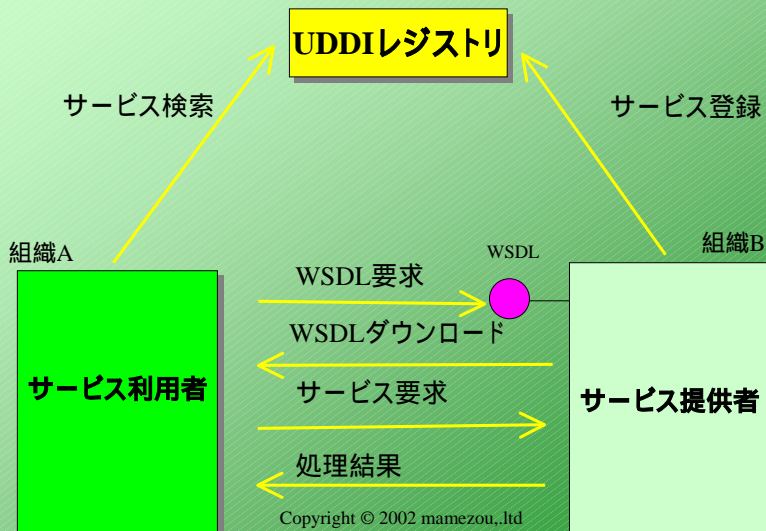 UDDIレジストリ
サービス検索
サービス登録
組織A
WSDL
組織B
WSDL要求
WSDLダウンロード
サービス利用者
サービス要求
サービス提供者
処理結果
Copyright © 2002 mamezou,.ltd